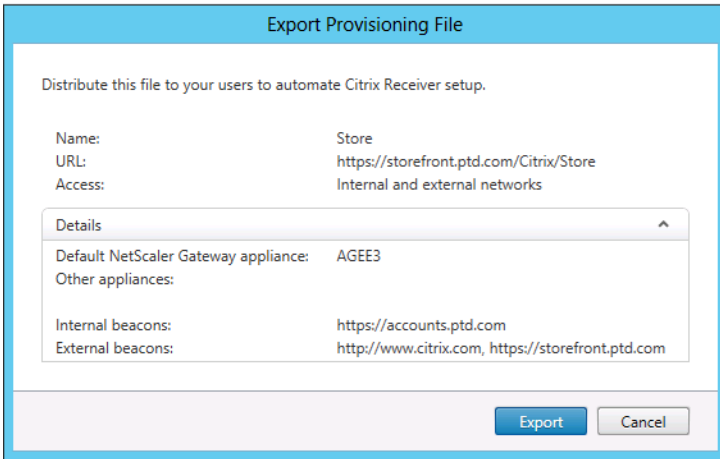 Export Provisioning File
Distribute this file to your users to automate Citrix Receiver setup.
Name: Store
URL: https://storefront.ptd.com/Citrix/Store
Access: Internal and external networks
Details
Default NetScaler Gateway appliance: AGEE3
Other appliances:
Internal beacons: https://accounts.ptd.com
External beacons: http://www.citrix.com, https://storefront.ptd.com
Export Cancel